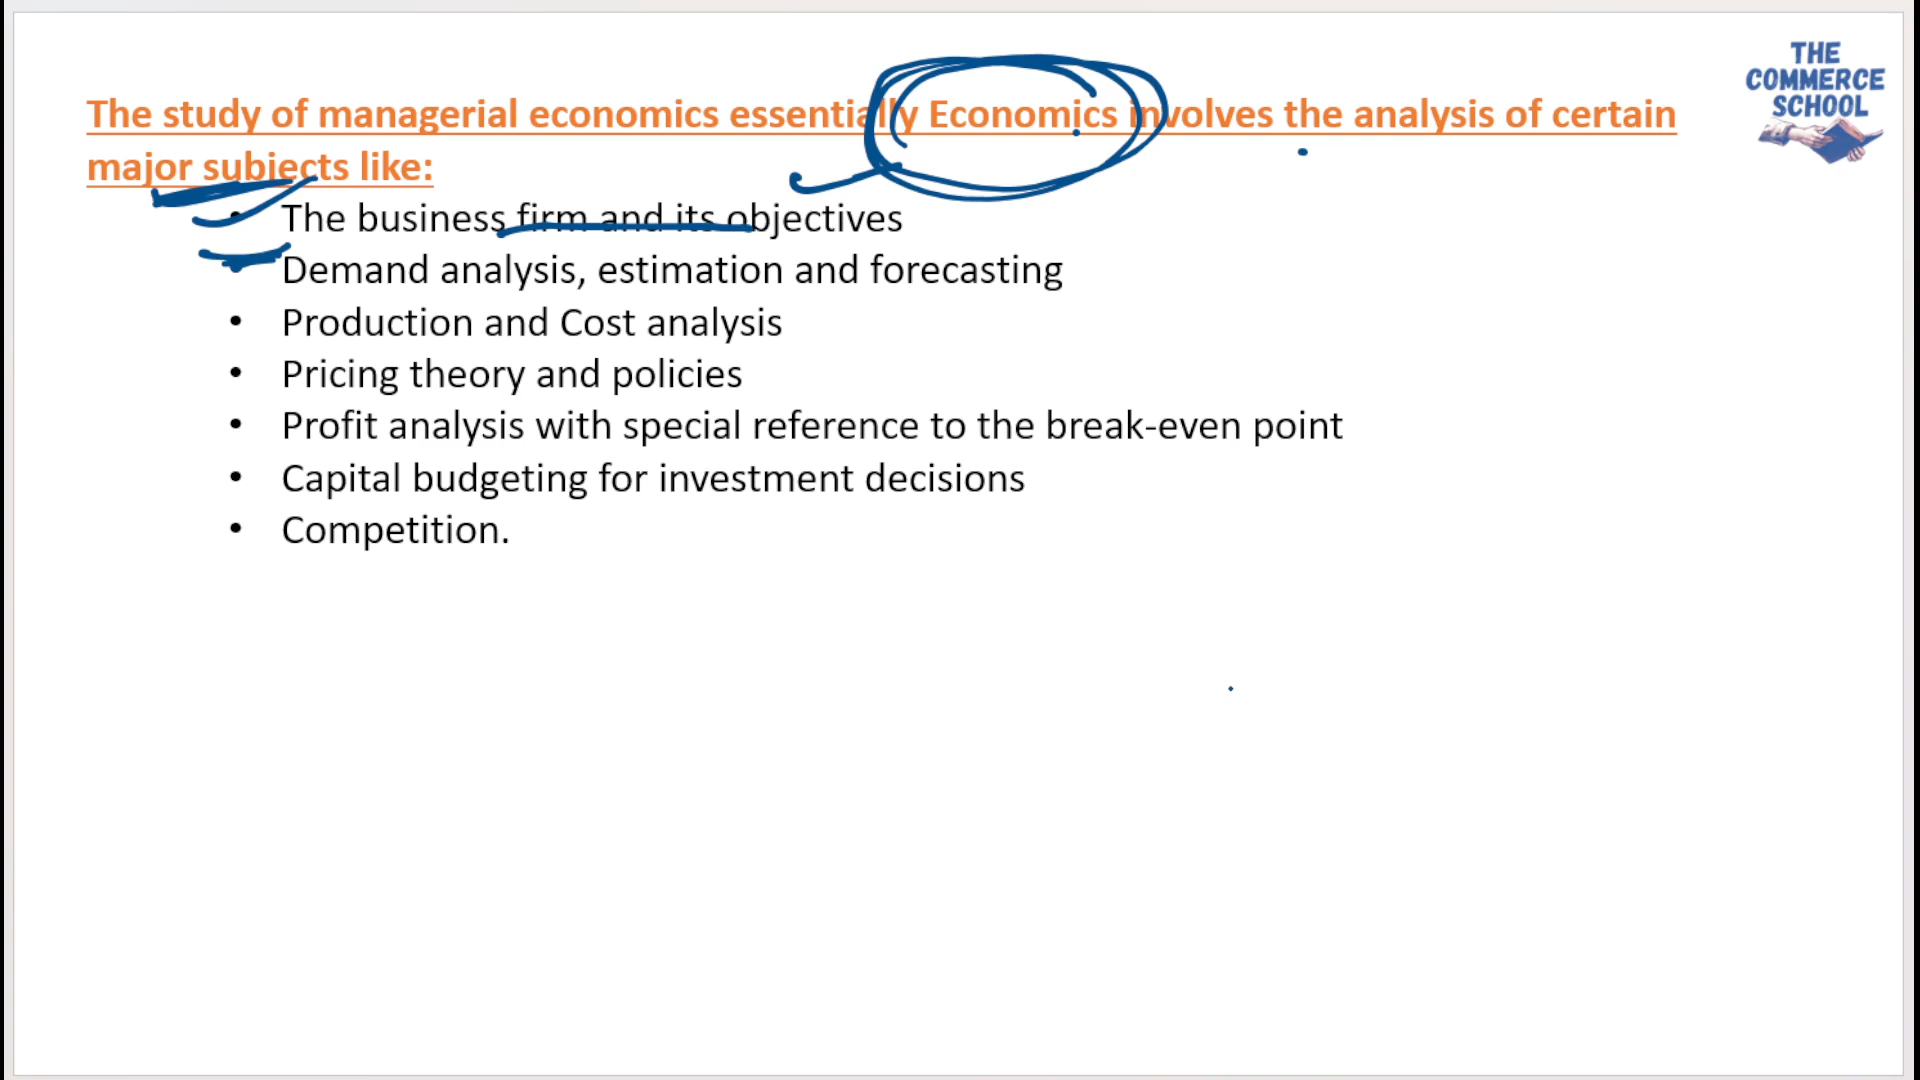 The study of managerial economics essentially Economics involves the analysis of certain
major subjects like:
• The business firm and its objectives
• Demand analysis, estimation and forecasting
• Production and Cost analysis
• Pricing theory and policies
• Profit analysis with special reference to the break-even point
• Capital budgeting for investment decisions
• Competition.
THE
COMMERCE
SCHOOL